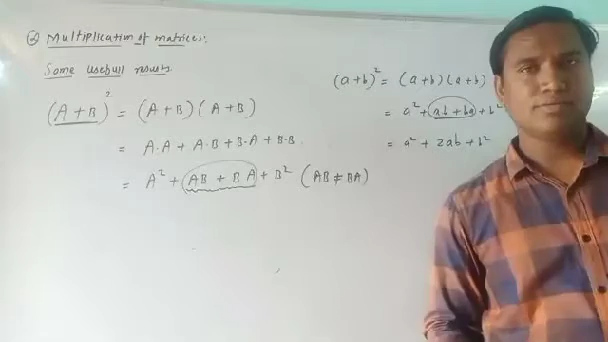 ② Multiplication of matrices:
Some usefull results
(A + B)² = (A + B) (A + B)
= A·A + A·B + B·A + B·B
= A² + AB + BA + B² (AB ≠ BA)
(a+b)² = (a+b) (a+b)
= a² + ab + ba + b²
= a² + 2ab + b²